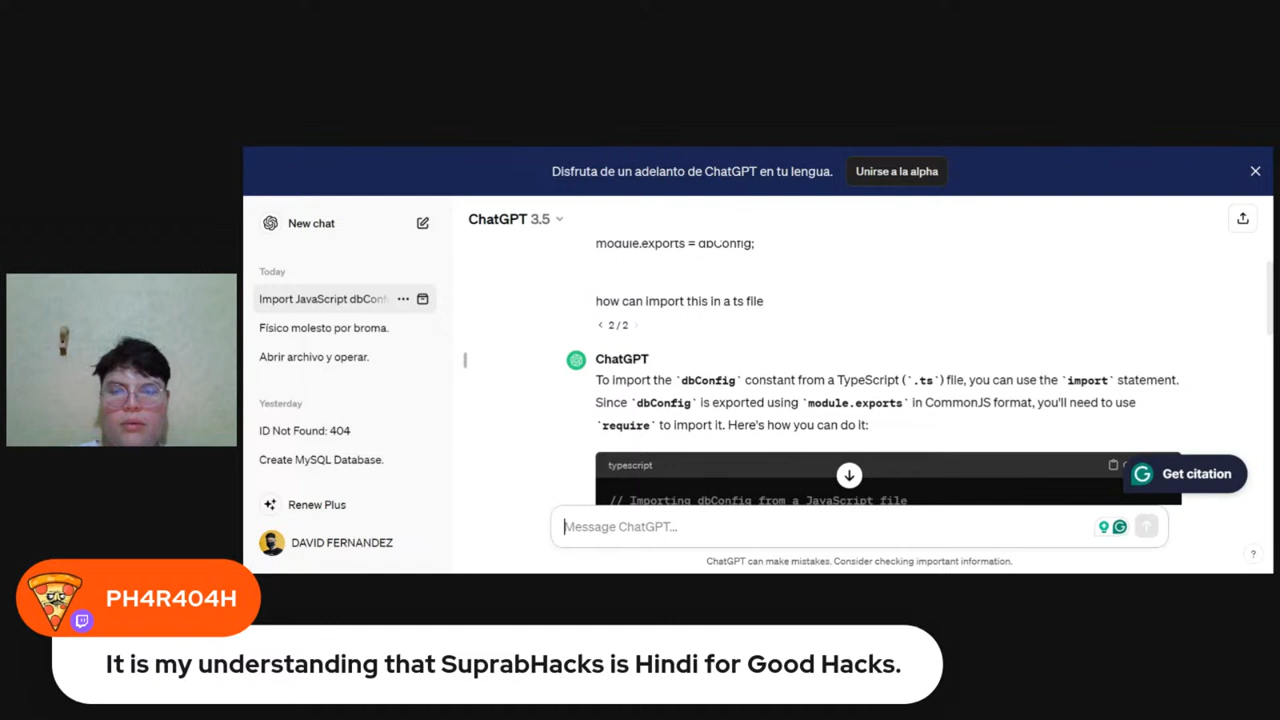 Disfruta de un adelanto de ChatGPT en tu lengua. Unirse a la alpha
New chat
Today
Import JavaScript dbConf
Físico molesto por broma.
Abrir archivo y operar.
Yesterday
ID Not Found: 404
Create MySQL Database.
Renew Plus
DAVID FERNANDEZ
ChatGPT 3.5
module.exports = dbConfig;
how can import this in a ts file
< 2/2 >
ChatGPT
To import the `dbConfig` constant from a TypeScript (`.ts`) file, you can use the `import` statement.
Since `dbConfig` is exported using `module.exports` in CommonJS format, you'll need to use
`require` to import it. Here's how you can do it:
typescript
Get citation
// Importing dbConfig from a JavaScript file
Message ChatGPT...
ChatGPT can make mistakes. Consider checking important information.
?
PH4R404H
It is my understanding that SuprabHacks is Hindi for Good Hacks.